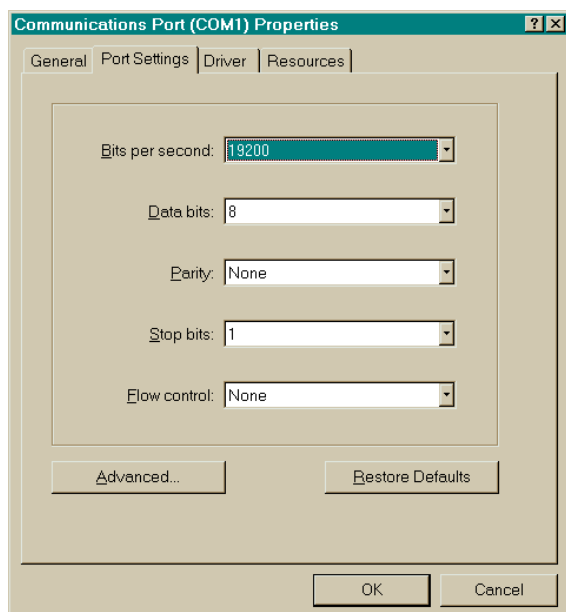 Communications Port (COM1) Properties
General Port Settings Driver Resources
Bits per second: 19200
Data bits: 8
Parity: None
Stop bits: 1
Flow control: None
Advanced... Restore Defaults
OK Cancel